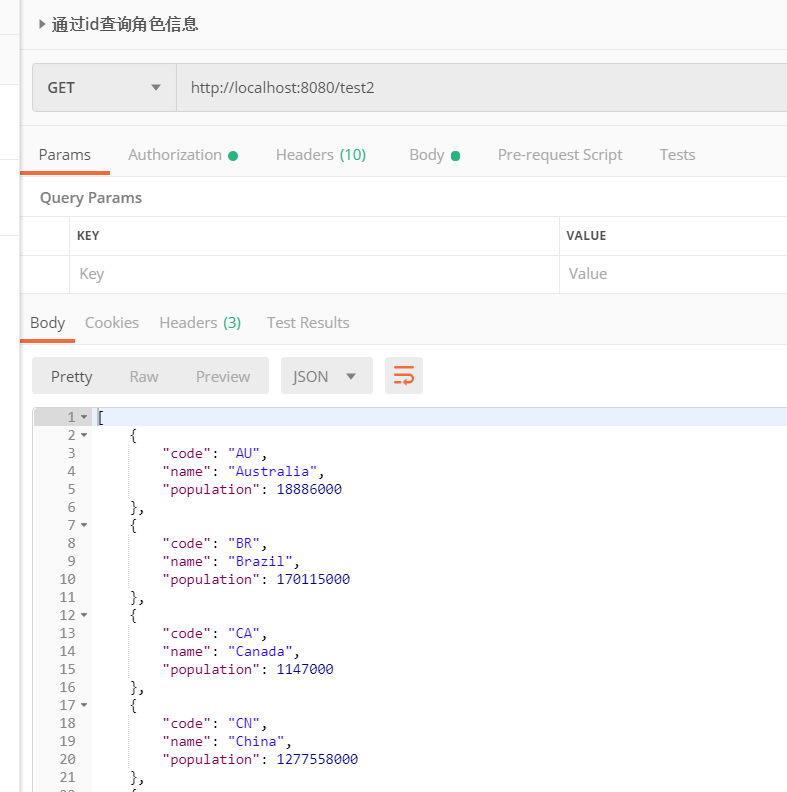 通过id查询角色信息
GET http://localhost:8080/test2
Params Authorization Headers (10) Body Pre-request Script Tests
Query Params
KEY VALUE
Key Value
Body Cookies Headers (3) Test Results
Pretty Raw Preview JSON
1 [
2 {
3 "code": "AU",
4 "name": "Australia",
5 "population": 18886000
6 },
7 {
8 "code": "BR",
9 "name": "Brazil",
10 "population": 170115000
11 },
12 {
13 "code": "CA",
14 "name": "Canada",
15 "population": 1147000
16 },
17 {
18 "code": "CN",
19 "name": "China",
20 "population": 1277558000
21 },